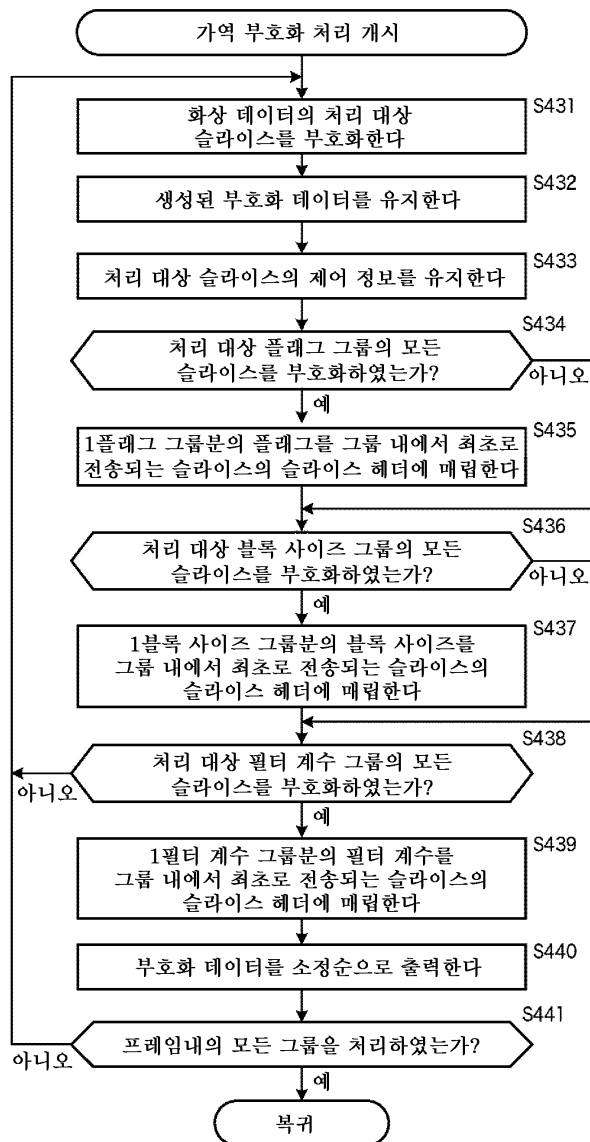 가역 부호화 처리 개시
S431
화상 데이터의 처리 대상
슬라이스를 부호화한다
S432
생성된 부호화 데이터를 유지한다
S433
처리 대상 슬라이스의 제어 정보를 유지한다
S434
처리 대상 플래그 그룹의 모든
슬라이스를 부호화하였는가?
아니오
예
S435
1플래그 그룹분의 플래그를 그룹 내에서 최초로
전송되는 슬라이스의 슬라이스 헤더에 매립한다
S436
처리 대상 블록 사이즈 그룹의 모든
슬라이스를 부호화하였는가?
아니오
예
S437
1블록 사이즈 그룹분의 블록 사이즈를
그룹 내에서 최초로 전송되는 슬라이스의
슬라이스 헤더에 매립한다
S438
처리 대상 필터 계수 그룹의 모든
슬라이스를 부호화하였는가?
아니오
예
S439
1필터 계수 그룹분의 필터 계수를
그룹 내에서 최초로 전송되는 슬라이스의
슬라이스 헤더에 매립한다
S440
부호화 데이터를 소정순으로 출력한다
S441
프레임내의 모든 그룹을 처리하였는가?
아니오
예
복귀